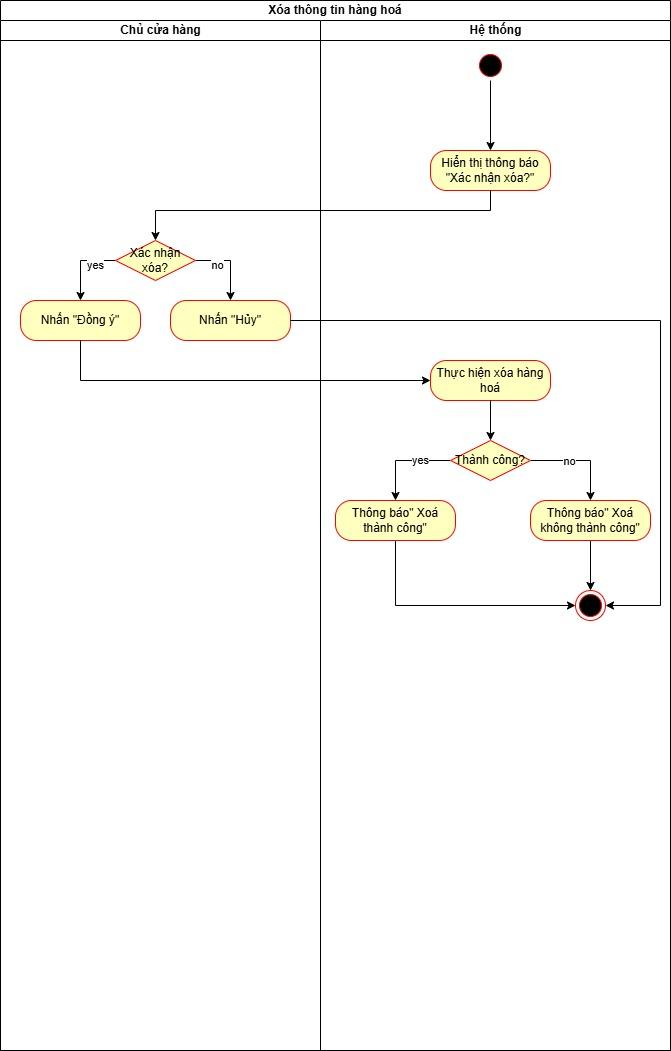 Xóa thông tin hàng hoá
Chủ cửa hàng
Hệ thống
Hiển thị thông báo
"Xác nhận xóa?"
Xác nhận
xóa?
yes
no
Nhấn "Đồng ý"
Nhấn "Hủy"
Thực hiện xóa hàng
hoá
Thành công?
yes
no
Thông báo" Xoá
thành công"
Thông báo" Xoá
không thành công"